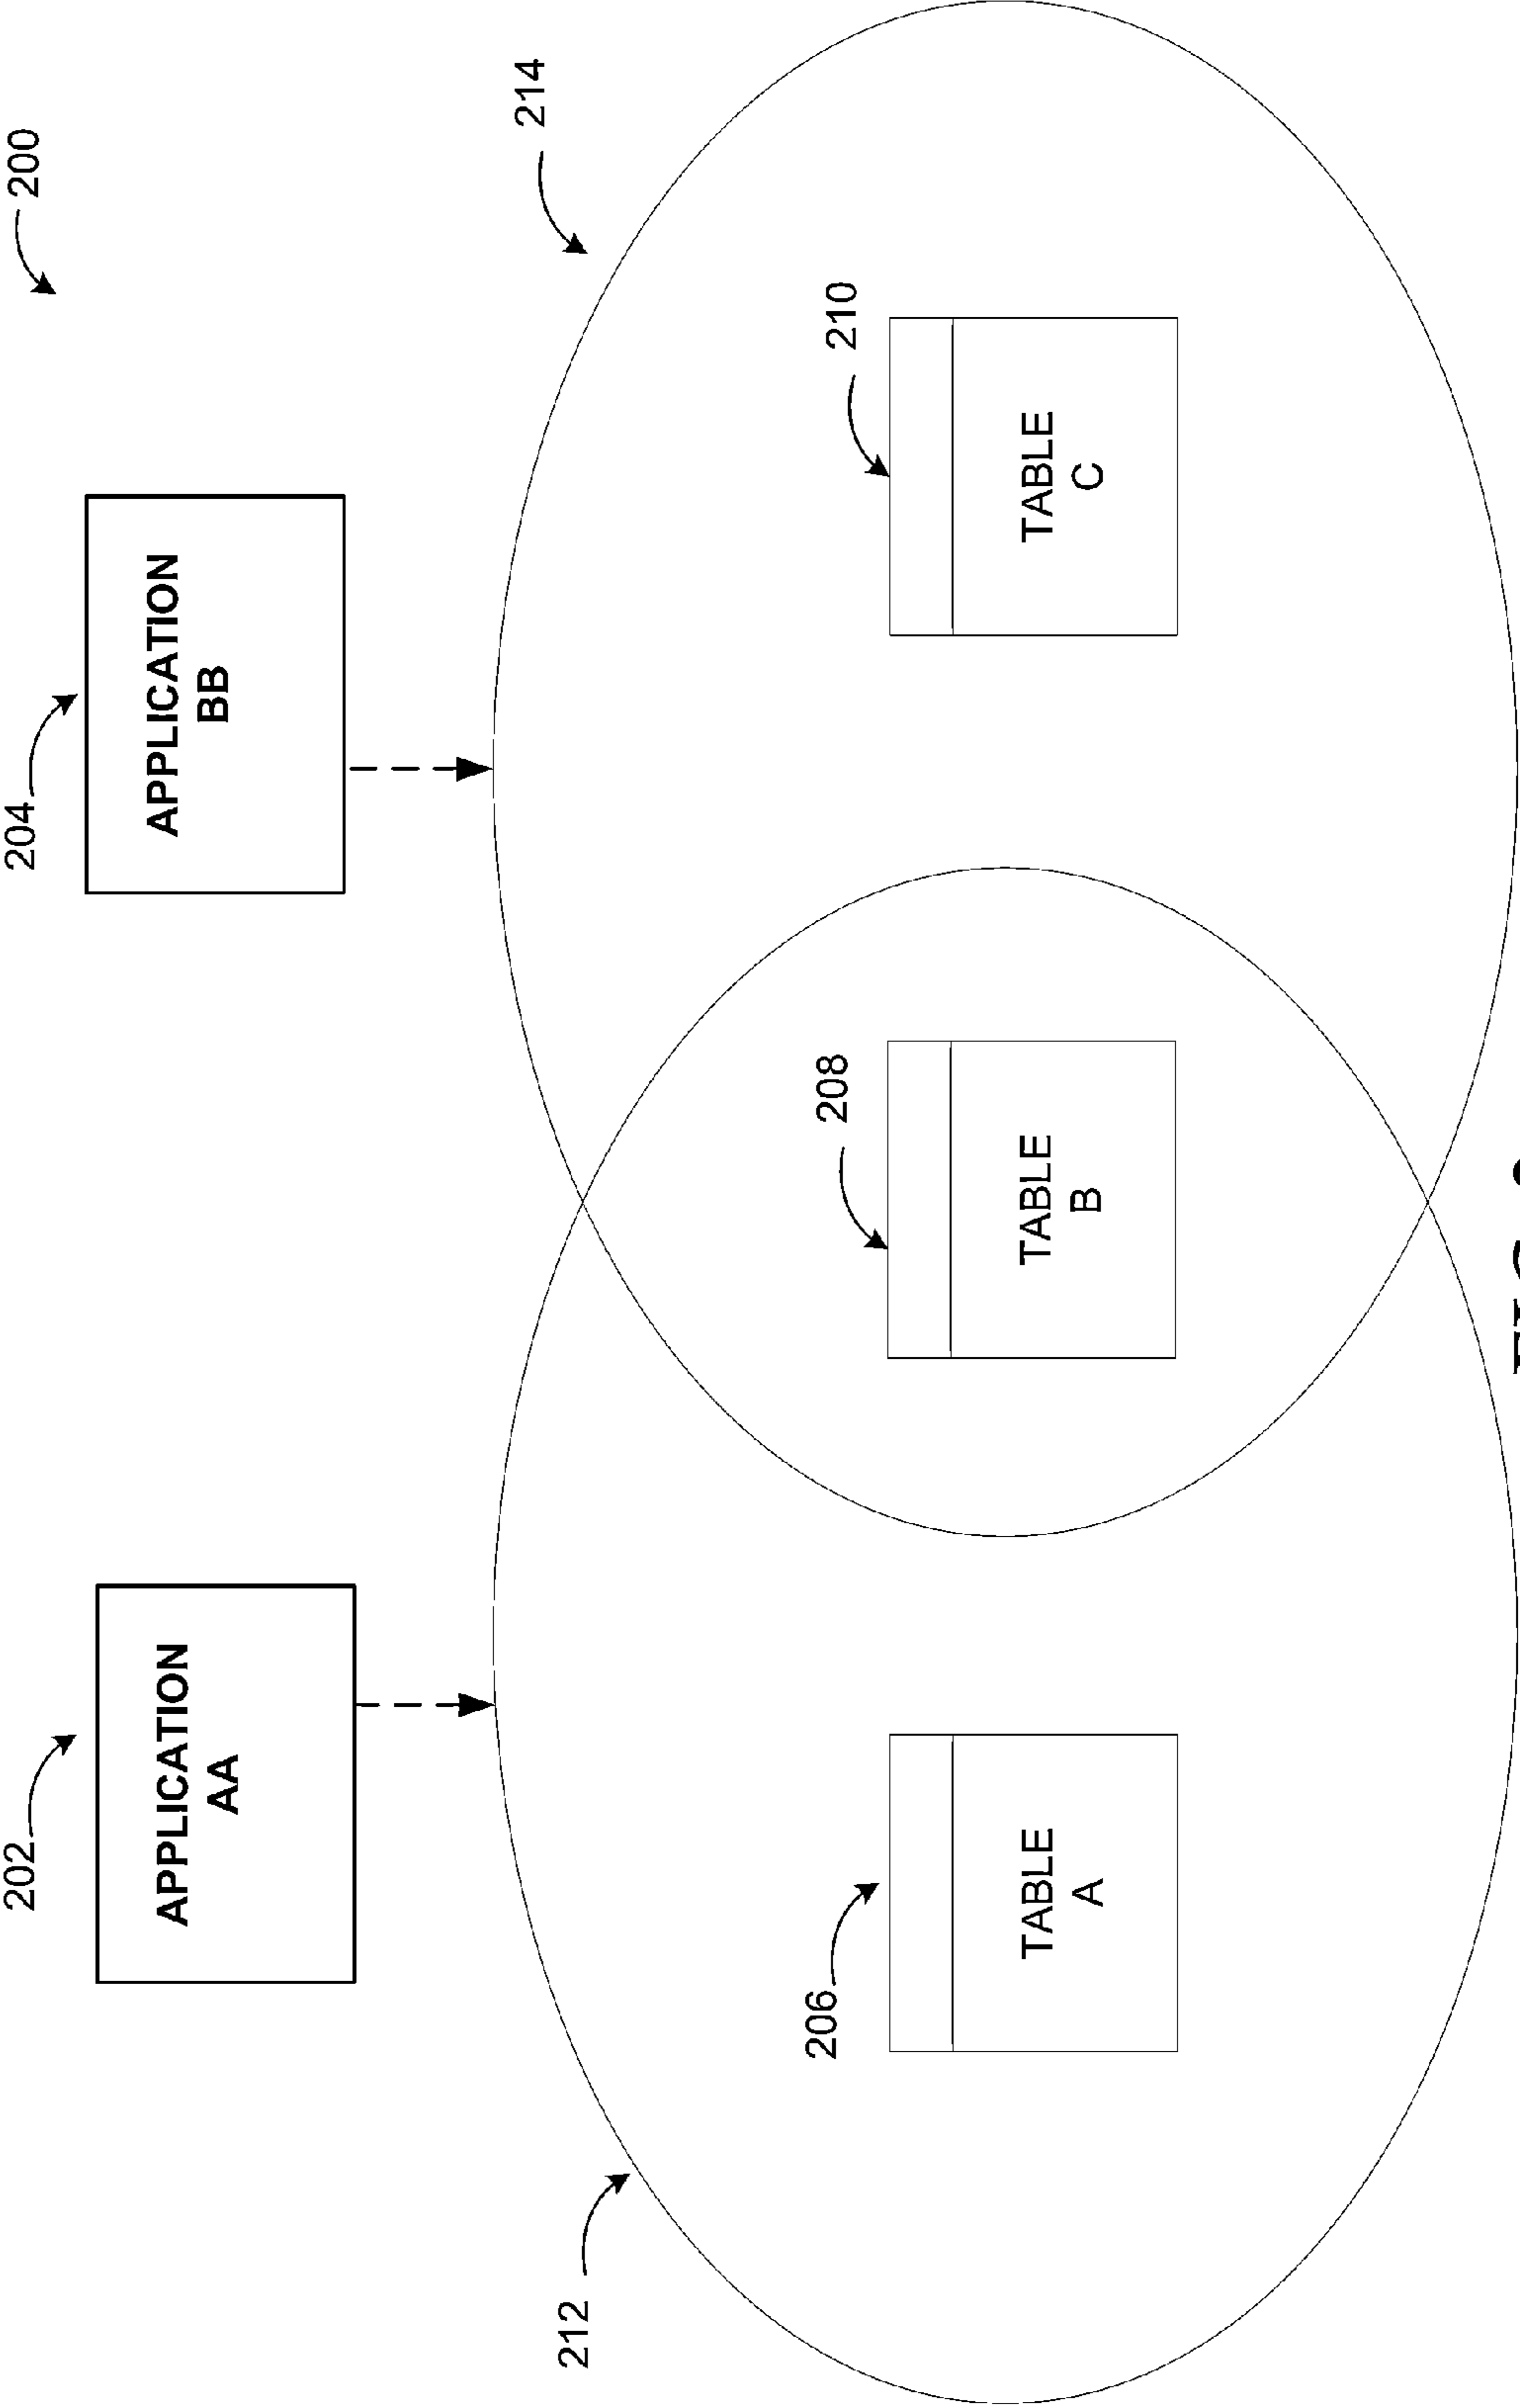 200
202
204
APPLICATION
AA
APPLICATION
BB
212
214
206
208
210
TABLE
A
TABLE
B
TABLE
C